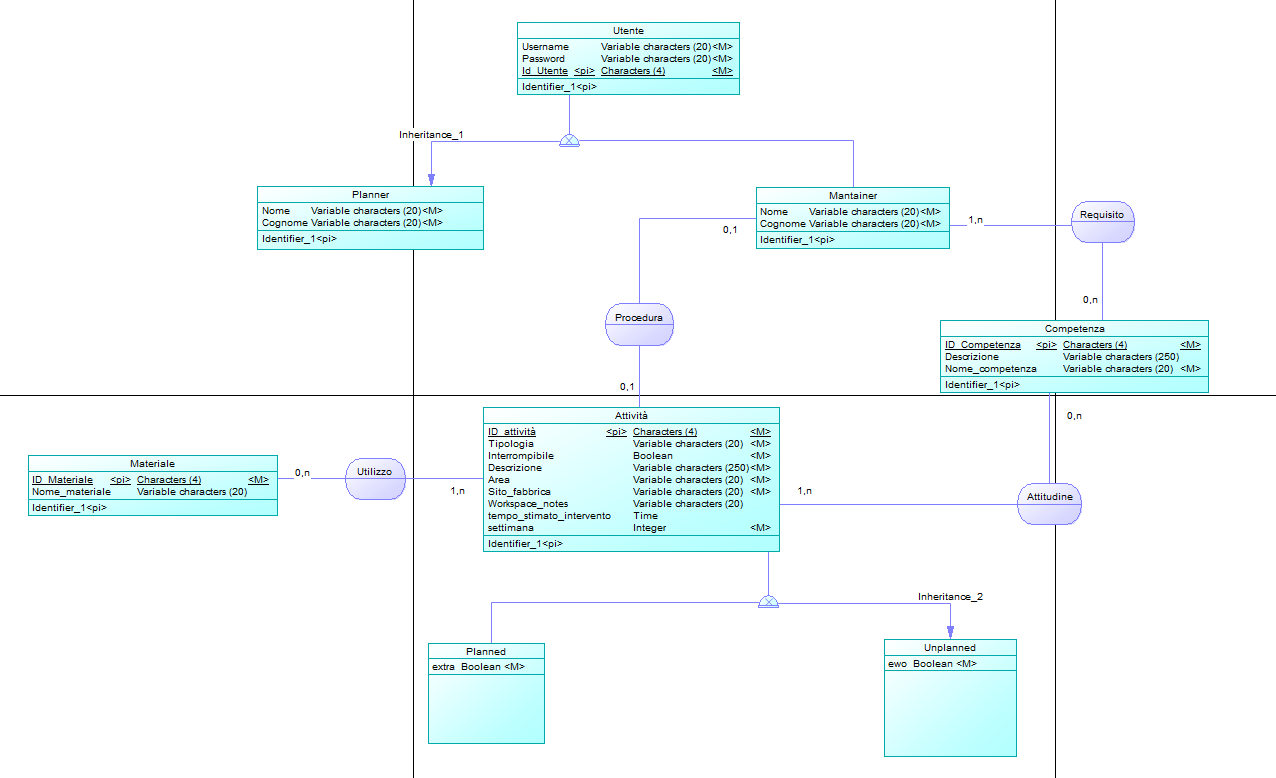 Utente
Username Variable characters (20) <M>
Password Variable characters (20) <M>
Id_Utente <pi> Characters (4) <M>
Identifier_1 <pi>
Inheritance_1
Planner
Nome Variable characters (20) <M>
Cognome Variable characters (20) <M>
Identifier_1 <pi>
Mantainer
Nome Variable characters (20) <M>
Cognome Variable characters (20) <M>
Identifier_1 <pi>
0,1
1,n
Requisito
0,n
Procedura
0,1
Competenza
ID_Competenza <pi> Characters (4) <M>
Descrizione Variable characters (250)
Nome_competenza Variable characters (20) <M>
Identifier_1 <pi>
0,n
Attività
ID_attività <pi> Characters (4) <M>
Tipologia Variable characters (20) <M>
Interrompibile Boolean <M>
Descrizione Variable characters (250) <M>
Area Variable characters (20) <M>
Sito_fabbrica Variable characters (20) <M>
Workspace_notes Variable characters (20)
tempo_stimato_intervento Time
settimana Integer <M>
Identifier_1 <pi>
Materiale
ID_Materiale <pi> Characters (4) <M>
Nome_materiale Variable characters (20)
Identifier_1 <pi>
0,n
Utilizzo
1,n
1,n
Attitudine
Inheritance_2
Planned
extra Boolean <M>
Unplanned
ewo Boolean <M>